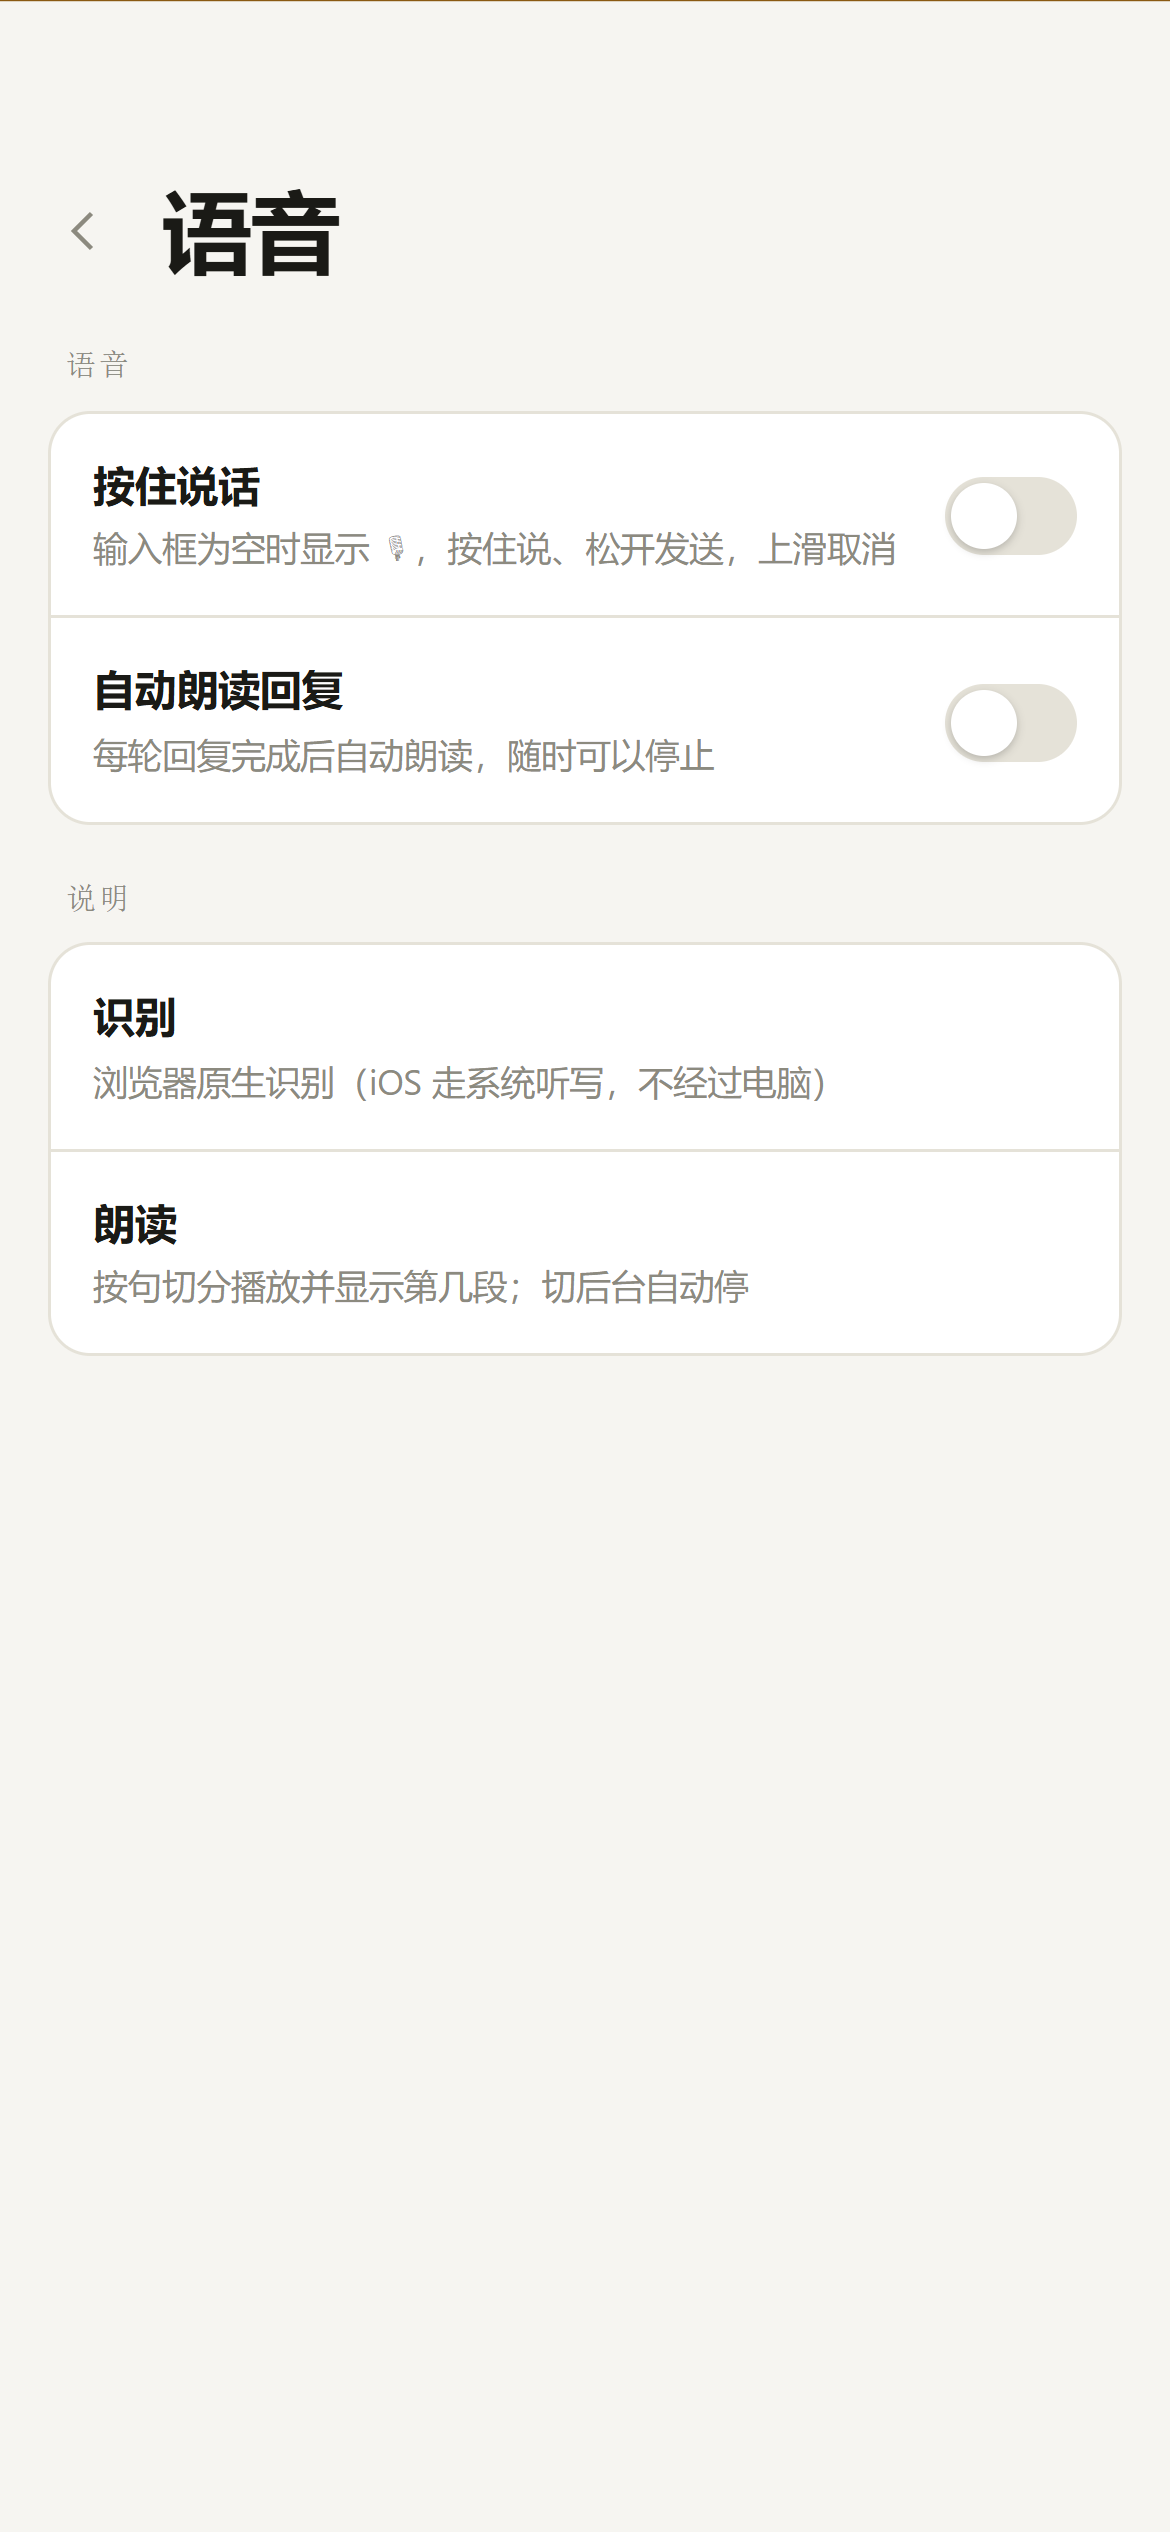 语音
语音
按住说话
输入框为空时显示 🎙，按住说、松开发送，上滑取消
自动朗读回复
每轮回复完成后自动朗读，随时可以停止
说明
识别
浏览器原生识别（iOS 走系统听写，不经过电脑）
朗读
按句切分播放并显示第几段；切后台自动停